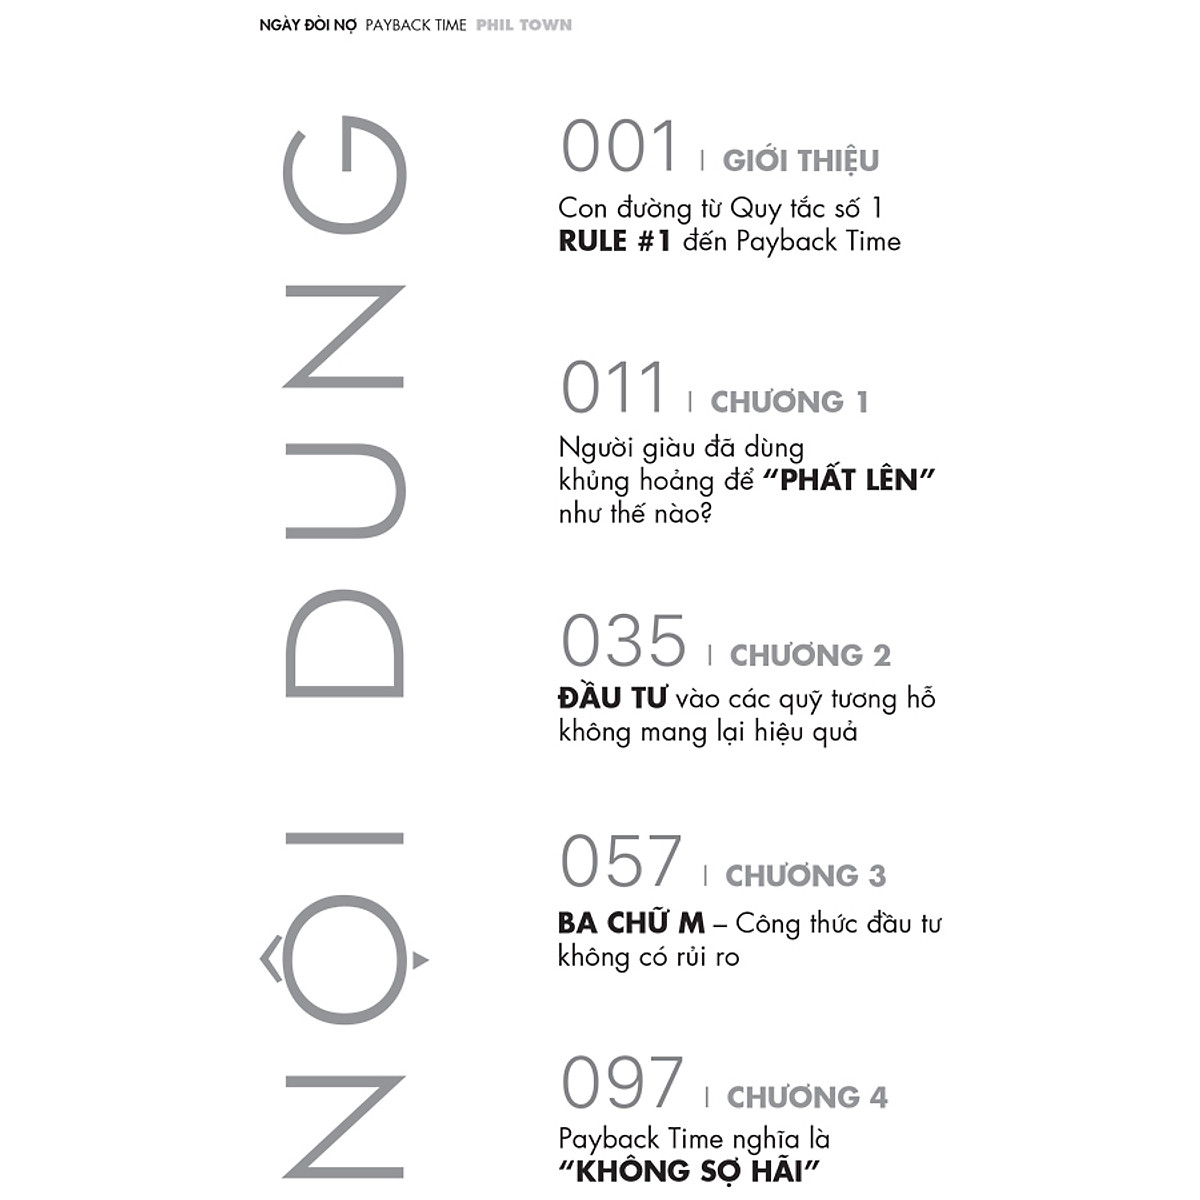 NGÀY ĐÒI NỢ PAYBACK TIME PHIL TOWN
NỘI DUNG
001 | GIỚI THIỆU
Con đường từ Quy tắc số 1
RULE #1 đến Payback Time
011 | CHƯƠNG 1
Người giàu đã dùng
khủng hoảng để “PHẤT LÊN”
như thế nào?
035 | CHƯƠNG 2
ĐẦU TƯ vào các quỹ tương hỗ
không mang lại hiệu quả
057 | CHƯƠNG 3
BA CHỮ M – Công thức đầu tư
không có rủi ro
097 | CHƯƠNG 4
Payback Time nghĩa là
“KHÔNG SỢ HÃI”